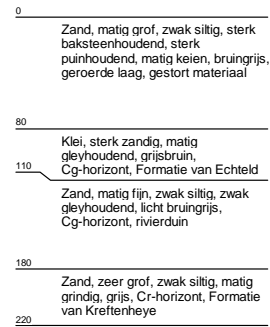 0
Zand, matig grof, zwak siltig, sterk
baksteenhoudend, sterk
puinhoudend, matig keien, bruingrijs,
geroerde laag, gestort materiaal
80
Klei, sterk zandig, matig
gleyhoudend, grijsbruin,
Cg-horizont, Formatie van Echteld
110
Zand, matig fijn, zwak siltig, zwak
gleyhoudend, licht bruingrijs,
Cg-horizont, rivierduin
180
Zand, zeer grof, zwak siltig, matig
grindig, grijs, Cr-horizont, Formatie
van Kreftenheye
220